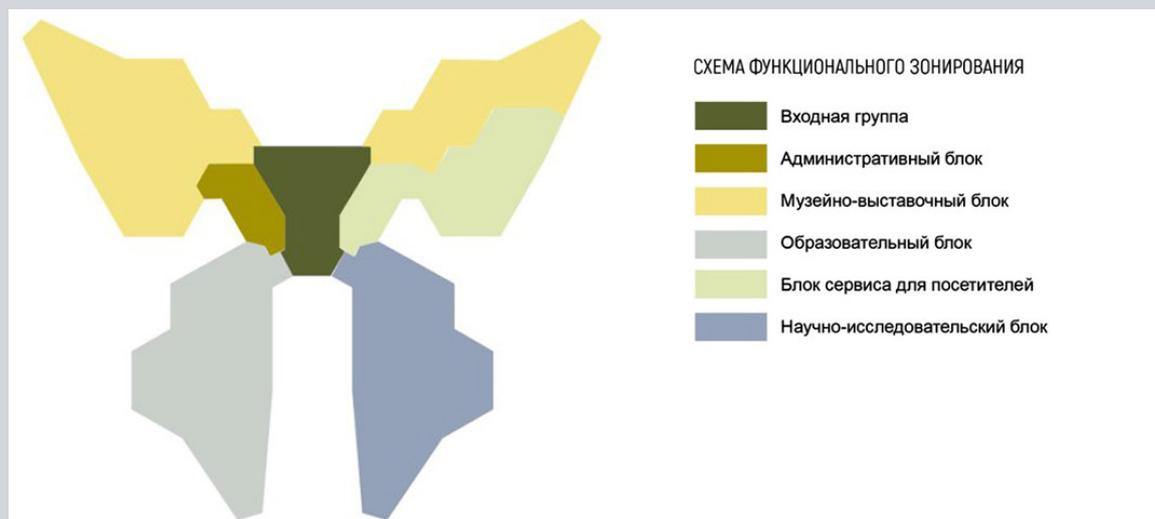 СХЕМА ФУНКЦИОНАЛЬНОГО ЗОНИРОВАНИЯ
Входная группа
Административный блок
Музейно-выставочный блок
Образовательный блок
Блок сервиса для посетителей
Научно-исследовательский блок